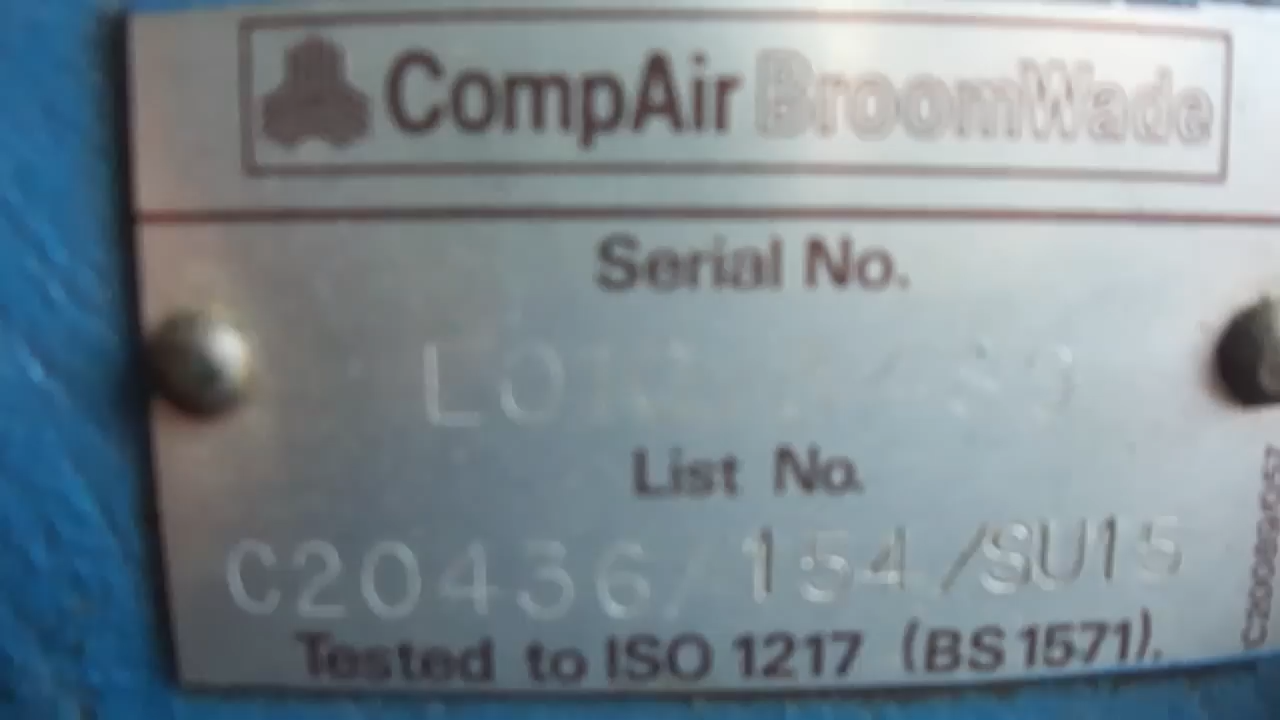 CompAir BroomWade
Serial No.
List No.
C20436/154/SU15
Tested to ISO 1217 (BS 1571).